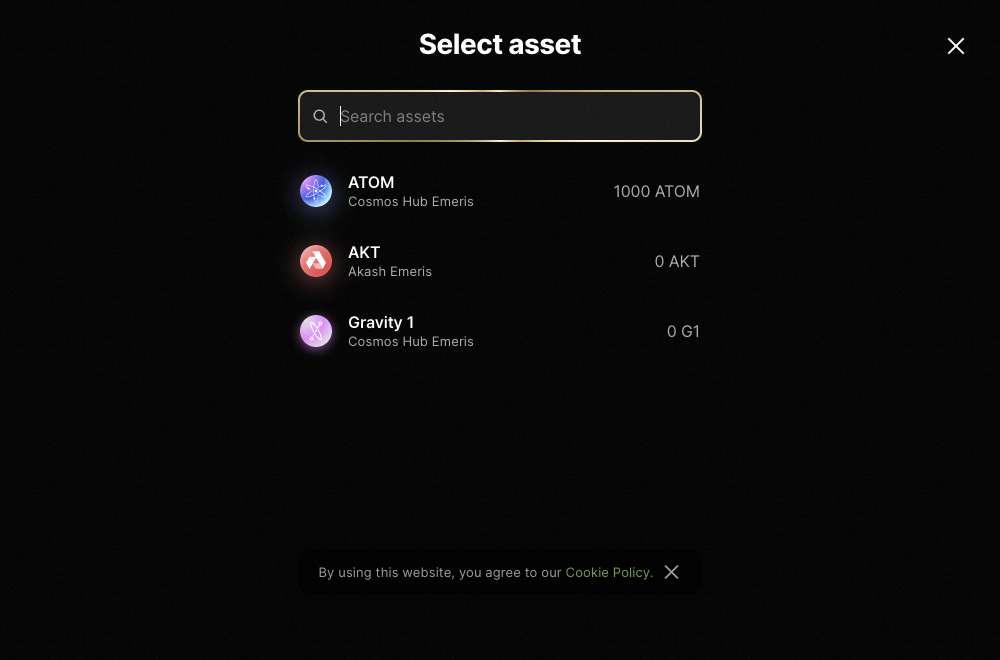 Select asset
Search assets
ATOM
Cosmos Hub Emeris
1000 ATOM
AKT
Akash Emeris
0 AKT
Gravity 1
Cosmos Hub Emeris
0 G1
By using this website, you agree to our Cookie Policy.